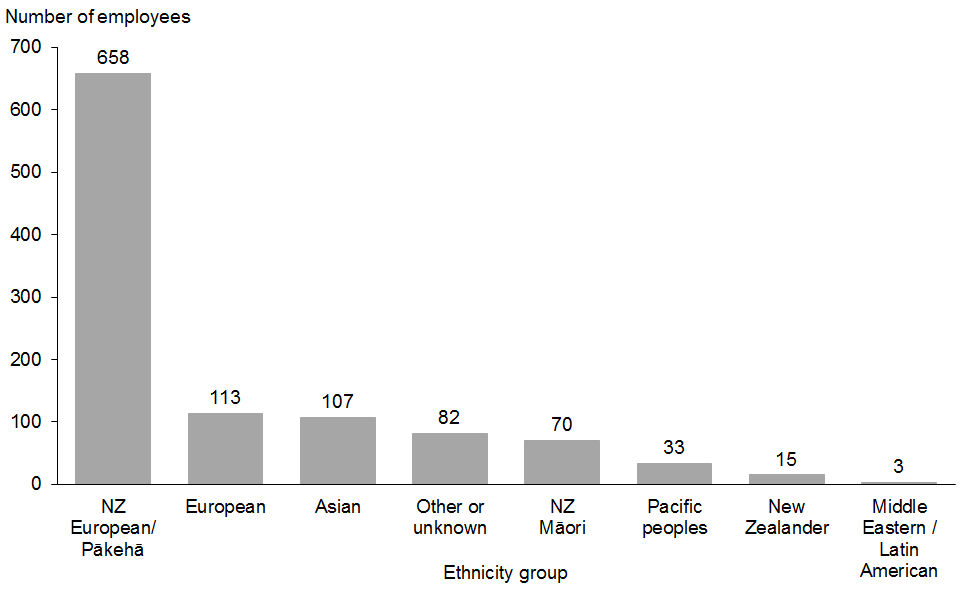 Number of employees
700
658
600
500
400
300
200
100
0
113
107
82
70
33
15
3
NZ
European/
Pākehā
European
Asian
Other or
unknown
NZ
Māori
Pacific
peoples
New
Zealander
Middle
Eastern /
Latin
American
Ethnicity group